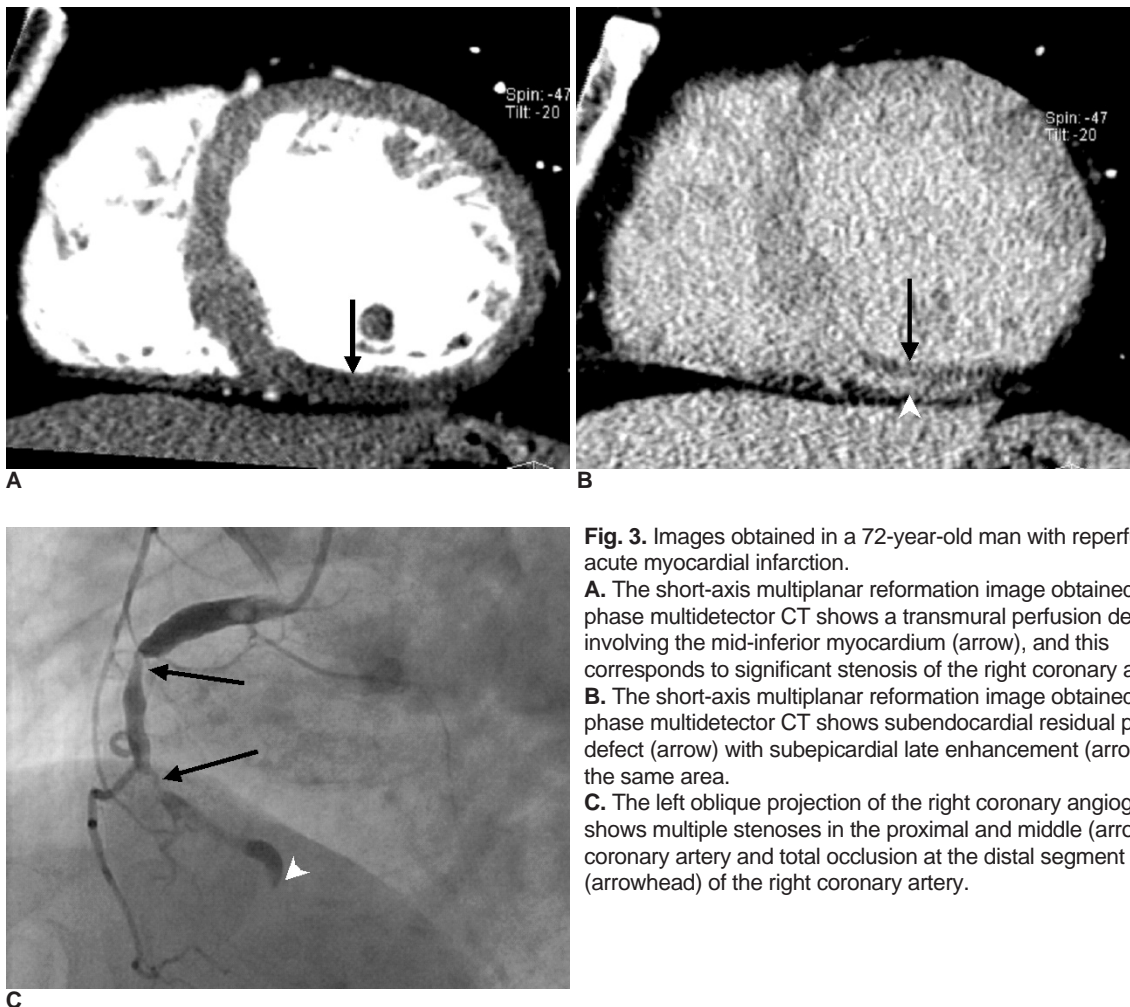 Spin: -47
Tilt: -20
Spin: -47
Tilt: -20
A
B
C
Fig. 3. Images obtained in a 72-year-old man with
acute myocardial infarction.
A. The short-axis multiplanar reformation image obtained
phase multidetector CT shows a transmural perfusion
involving the mid-inferior myocardium (arrow), and this
corresponds to significant stenosis of the right coronary
B. The short-axis multiplanar reformation image obtained
phase multidetector CT shows subendocardial residual
defect (arrow) with subepicardial late enhancement
the same area.
C. The left oblique projection of the right coronary
shows multiple stenoses in the proximal and middle
coronary artery and total occlusion at the distal segment
(arrowhead) of the right coronary artery.